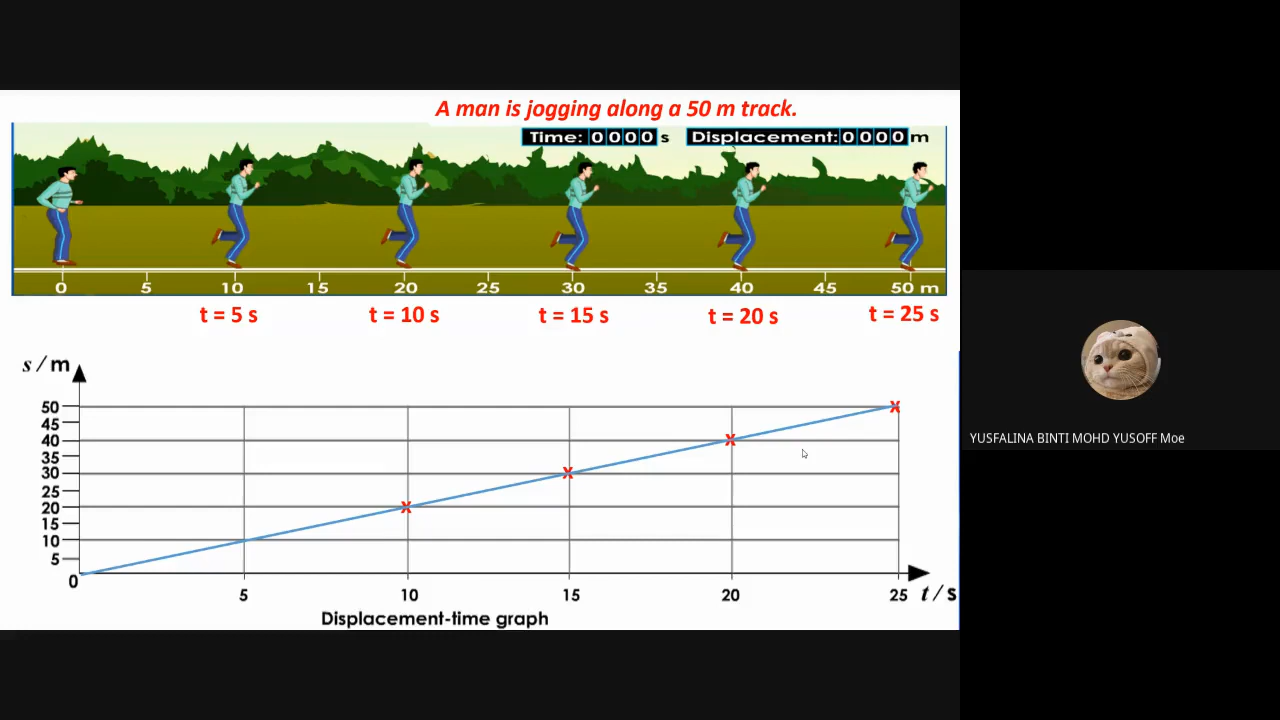 A man is jogging along a 50 m track.
Time: 0000 s Displacement: 0000 m
0 5 10 15 20 25 30 35 40 45 50 m
t = 5 s t = 10 s t = 15 s t = 20 s t = 25 s
s / m
50
45
40
35
30
25
20
15
10
5
0
5 10 15 20 25 t / s
Displacement-time graph
YUSFALINA BINTI MOHD YUSOFF Moe